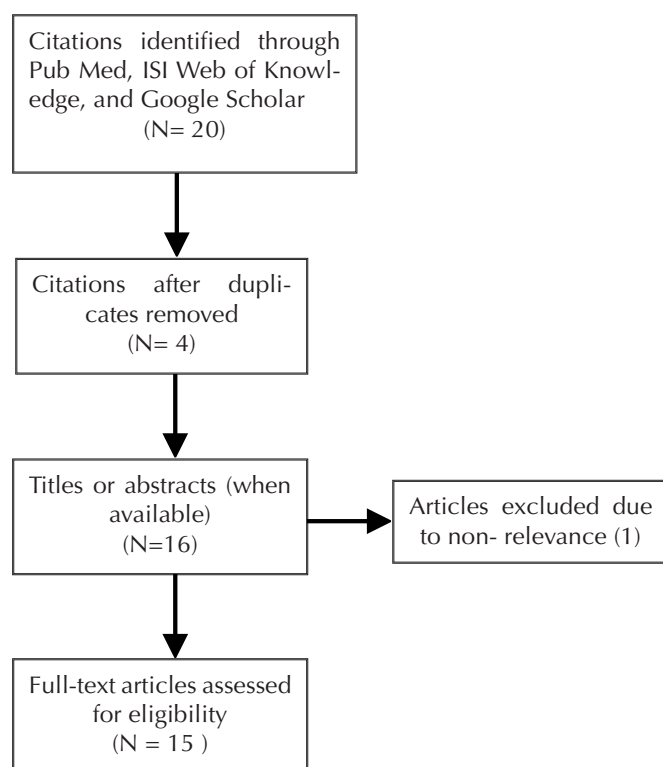 Citations identified through
Pub Med, ISI Web of Knowl-
edge, and Google Scholar
(N= 20)
Citations after dupli-
cates removed
(N= 4)
Titles or abstracts (when
available)
(N=16)
Articles excluded due
to non- relevance (1)
Full-text articles assessed
for eligibility
(N = 15 )